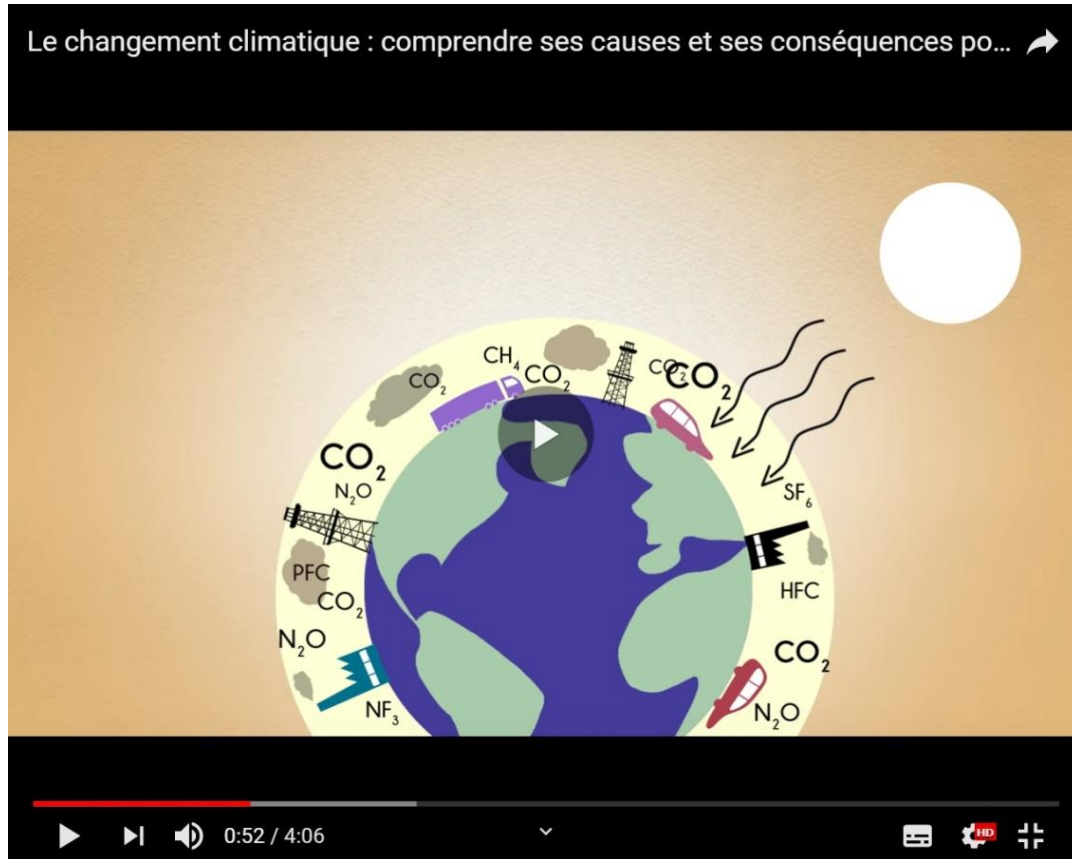 Le changement climatique : comprendre ses causes et ses conséquences po...
CH4
CO2
CO2
CO2
CO2
CO2
N2O
SF6
PFC
CO2
HFC
N2O
CO2
NF3
N2O
0:52 / 4:06
HD